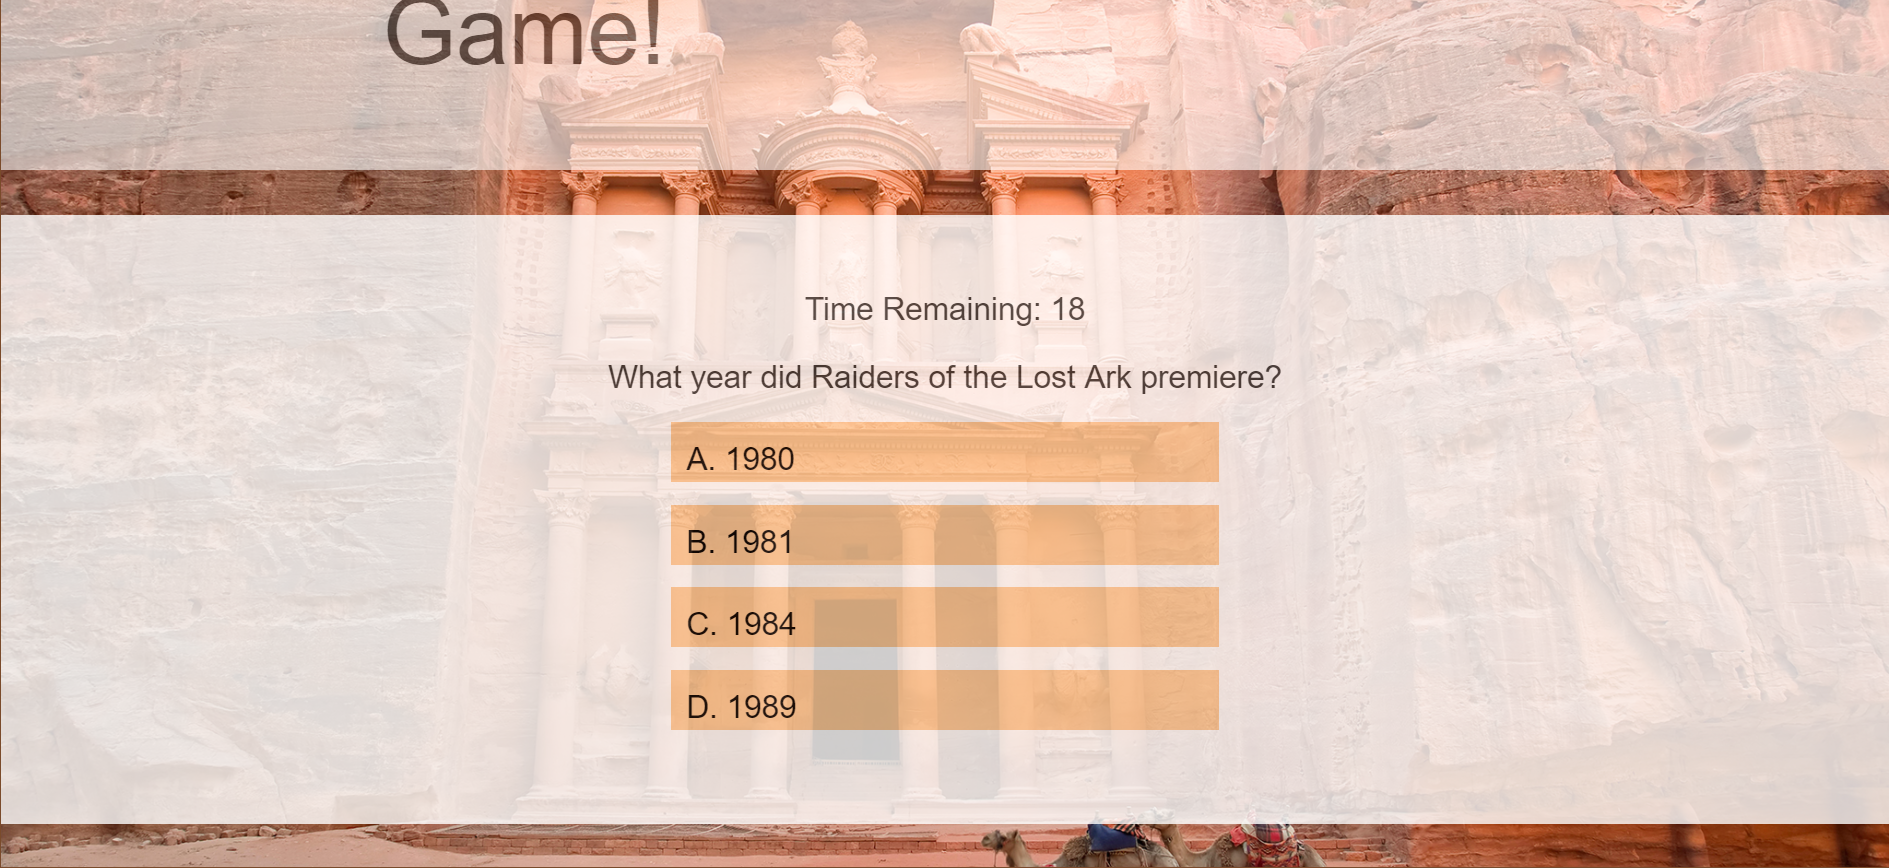 Game!
Time Remaining: 18
What year did Raiders of the Lost Ark premiere?
A. 1980
B. 1981
C. 1984
D. 1989